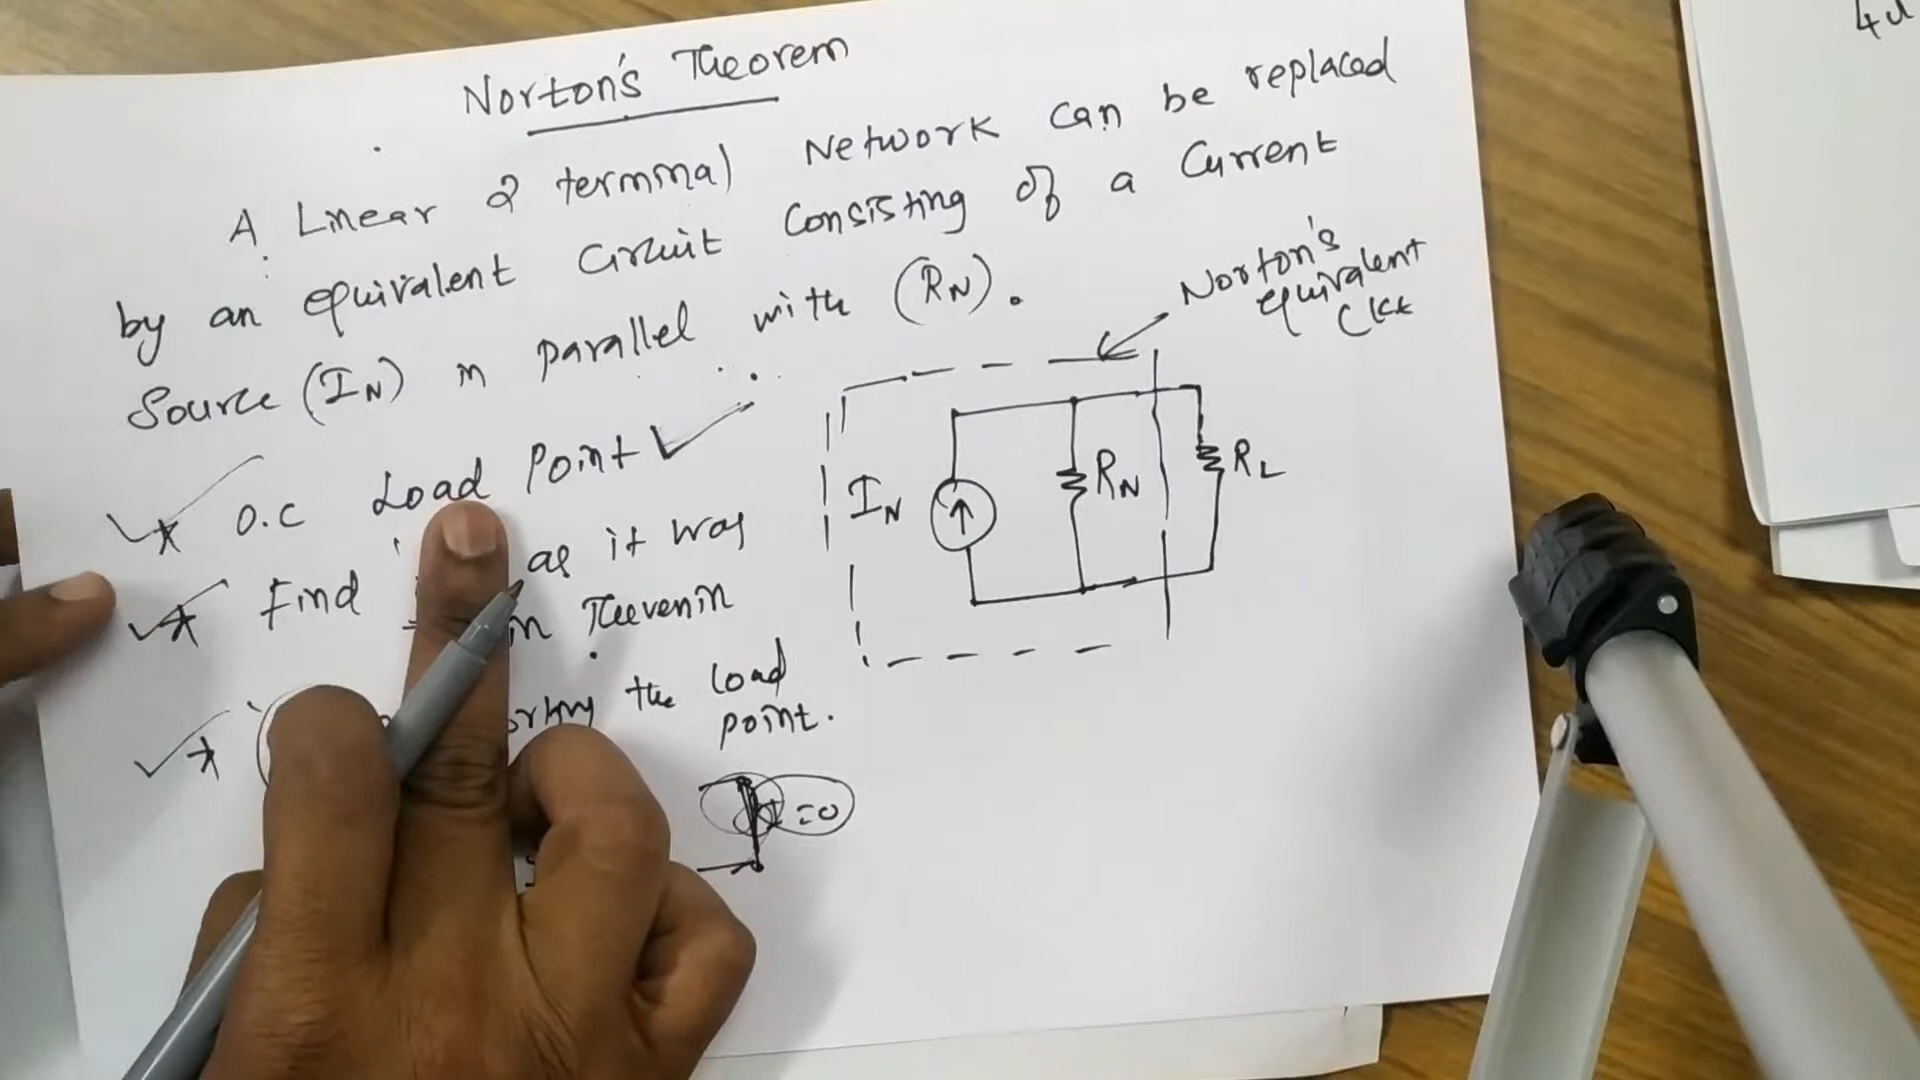 Norton's Theorem
A Linear 2 terminal Network can be replaced
by an equivalent Circuit Consisting of a Current
Source (IN) in parallel with (RN).
Norton's
equivalent
Ckt
* O.C Load Point
* Find as it was
in Thevenin
* the load
point.
IN
RN
RL
=0
4